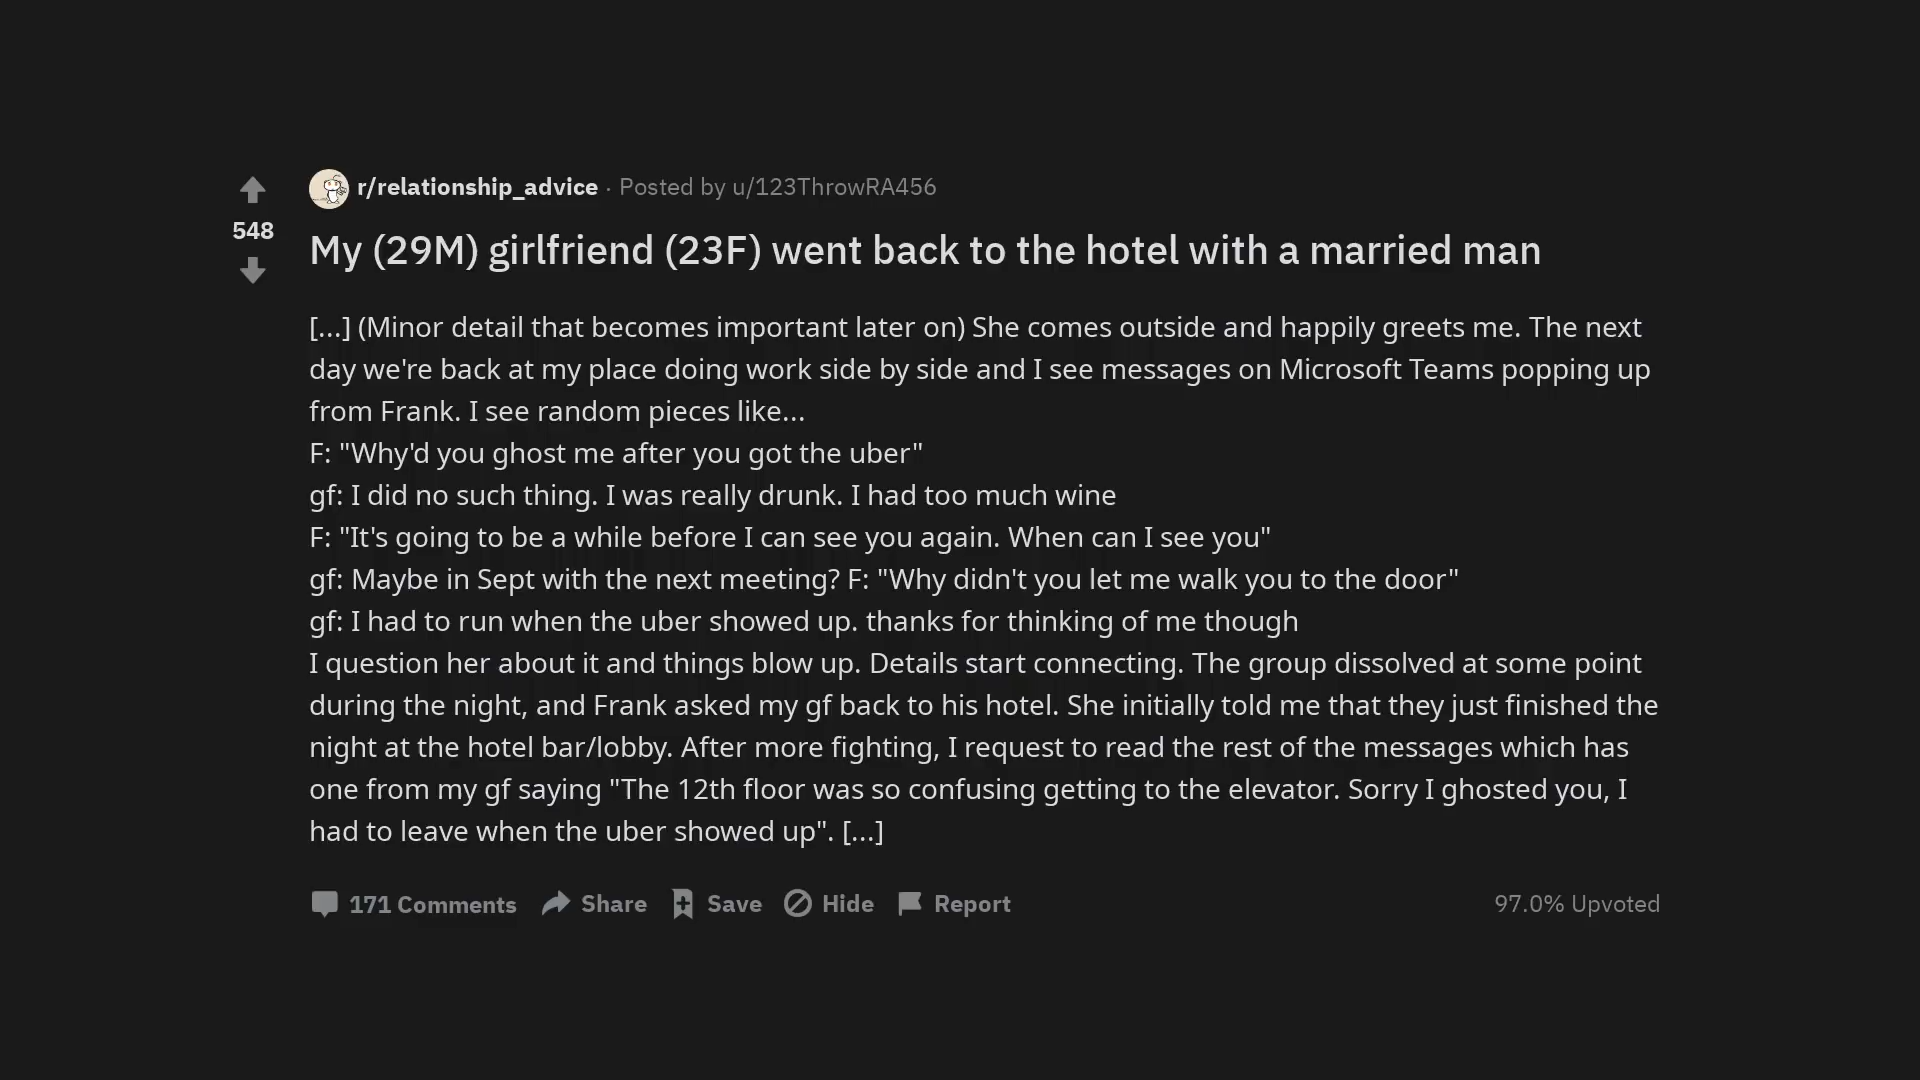 r/relationship_advice · Posted by u/123ThrowRA456
548
My (29M) girlfriend (23F) went back to the hotel with a married man
[...] (Minor detail that becomes important later on) She comes outside and happily greets me. The next
day we're back at my place doing work side by side and I see messages on Microsoft Teams popping up
from Frank. I see random pieces like...
F: "Why'd you ghost me after you got the uber"
gf: I did no such thing. I was really drunk. I had too much wine
F: "It's going to be a while before I can see you again. When can I see you"
gf: Maybe in Sept with the next meeting? F: "Why didn't you let me walk you to the door"
gf: I had to run when the uber showed up. thanks for thinking of me though
I question her about it and things blow up. Details start connecting. The group dissolved at some point
during the night, and Frank asked my gf back to his hotel. She initially told me that they just finished the
night at the hotel bar/lobby. After more fighting, I request to read the rest of the messages which has
one from my gf saying "The 12th floor was so confusing getting to the elevator. Sorry I ghosted you, I
had to leave when the uber showed up". [...]
171 Comments Share Save Hide Report 97.0% Upvoted